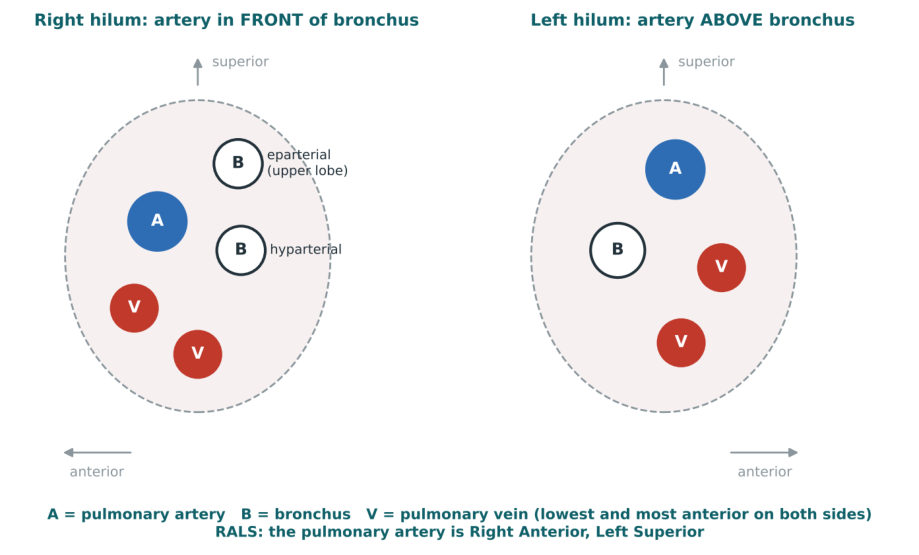 Right hilum: artery in FRONT of bronchus
Left hilum: artery ABOVE bronchus
superior
superior
B
eparterial
(upper lobe)
A
A
B
hyparterial
B
V
V
V
V
anterior
anterior
A = pulmonary artery   B = bronchus   V = pulmonary vein (lowest and most anterior on both sides)
RALS: the pulmonary artery is Right Anterior, Left Superior